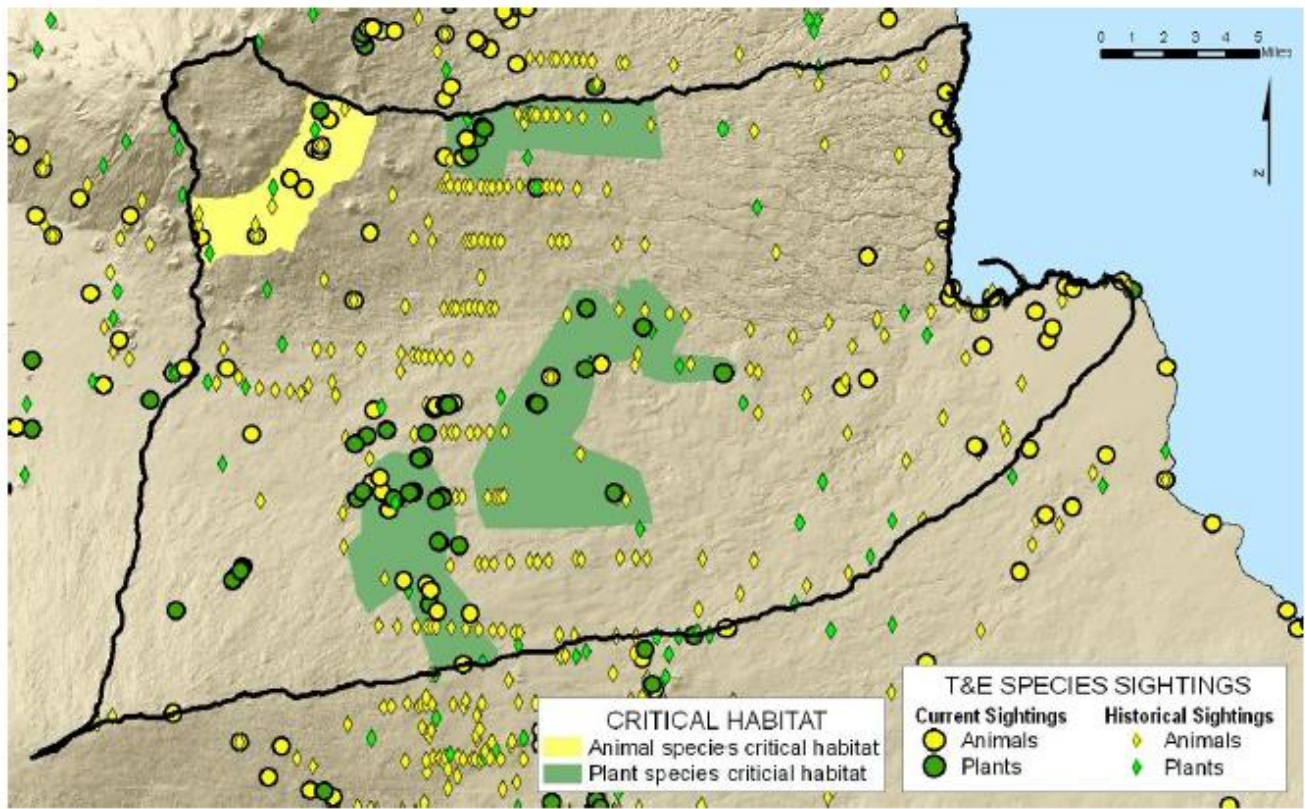 0 1 2 3 4 5
Miles
N
T&E SPECIES SIGHTINGS
Current Sightings Historical Sightings
Animals Animals
Plants Plants
CRITICAL HABITAT
Animal species critical habitat
Plant species criticial habitat